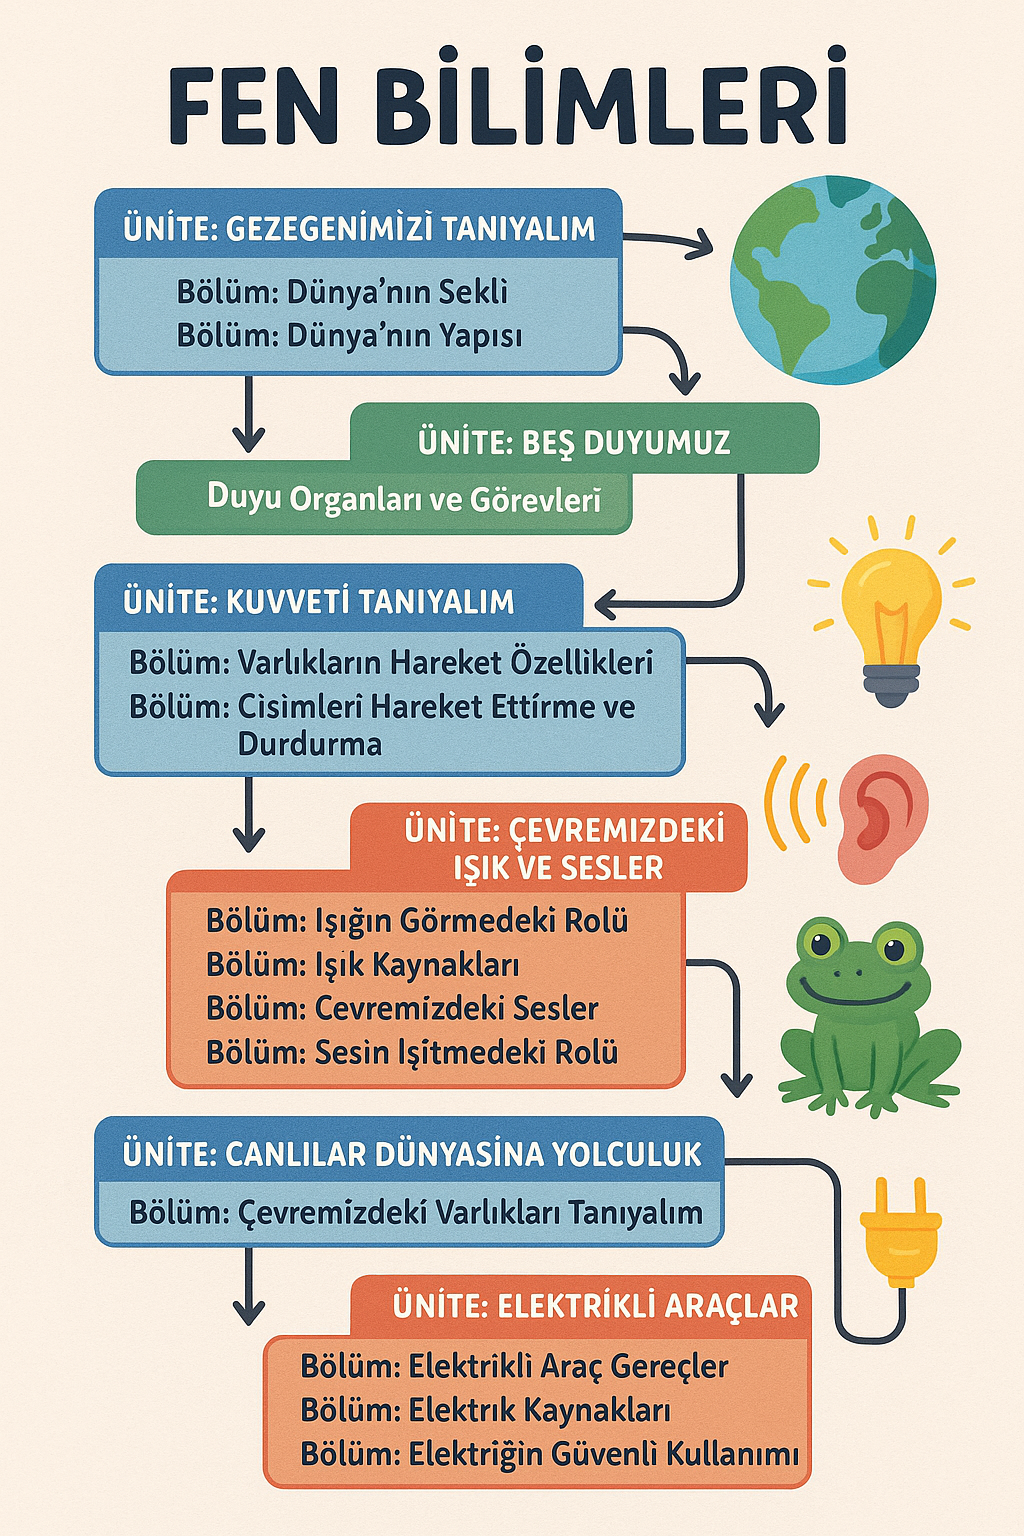 FEN BİLİMLERİ
ÜNİTE: GEZEGENİMİZİ TANIYALIM
Bölüm: Dünya’nın Sekli
Bölüm: Dünya’nın Yapısı
ÜNİTE: BEŞ DUYUMUZ
Duyu Organları ve Görevleri
ÜNİTE: KUVVETİ TANIYALIM
Bölüm: Varlıkların Hareket Özellikleri
Bölüm: Cisimleri Hareket Ettirme ve
Durdurma
ÜNİTE: ÇEVREMIZDEKİ
IŞIK VE SESLER
Bölüm: Işığın Görmedeki Rolü
Bölüm: Işik Kaynakları
Bölüm: Cevremizdeki Sesler
Bölüm: Sesin İşitmedeki Rolü
ÜNİTE: CANLILAR DÜNYASİNA YOLCULUK
Bölüm: Çevremizdeki Varlıkları Tanıyalım
ÜNİTE: ELEKTRİKLİ ARAÇLAR
Bölüm: Elektrikli Araç Gereçler
Bölüm: Elektrık Kaynakları
Bölüm: Elektriğin Güvenli Kullanımı